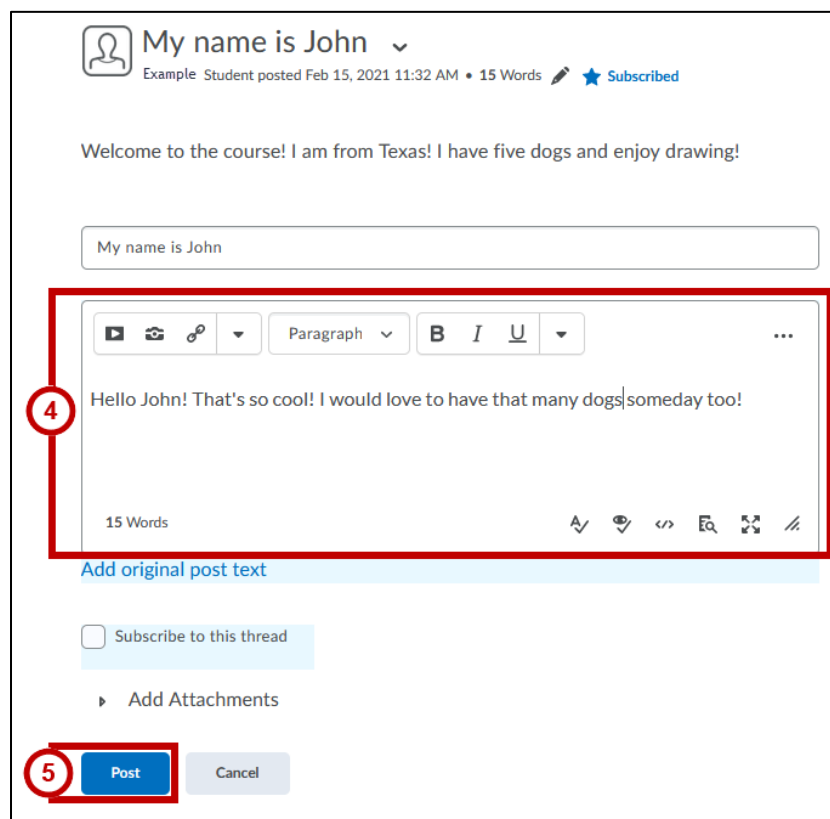 My name is John
Example Student posted Feb 15, 2021 11:32 AM • 15 Words Subscribed
Welcome to the course! I am from Texas! I have five dogs and enjoy drawing!
My name is John
Paragraph B I U ...
4
Hello John! That's so cool! I would love to have that many dogs someday too!
15 Words
Add original post text
Subscribe to this thread
Add Attachments
5
Post Cancel